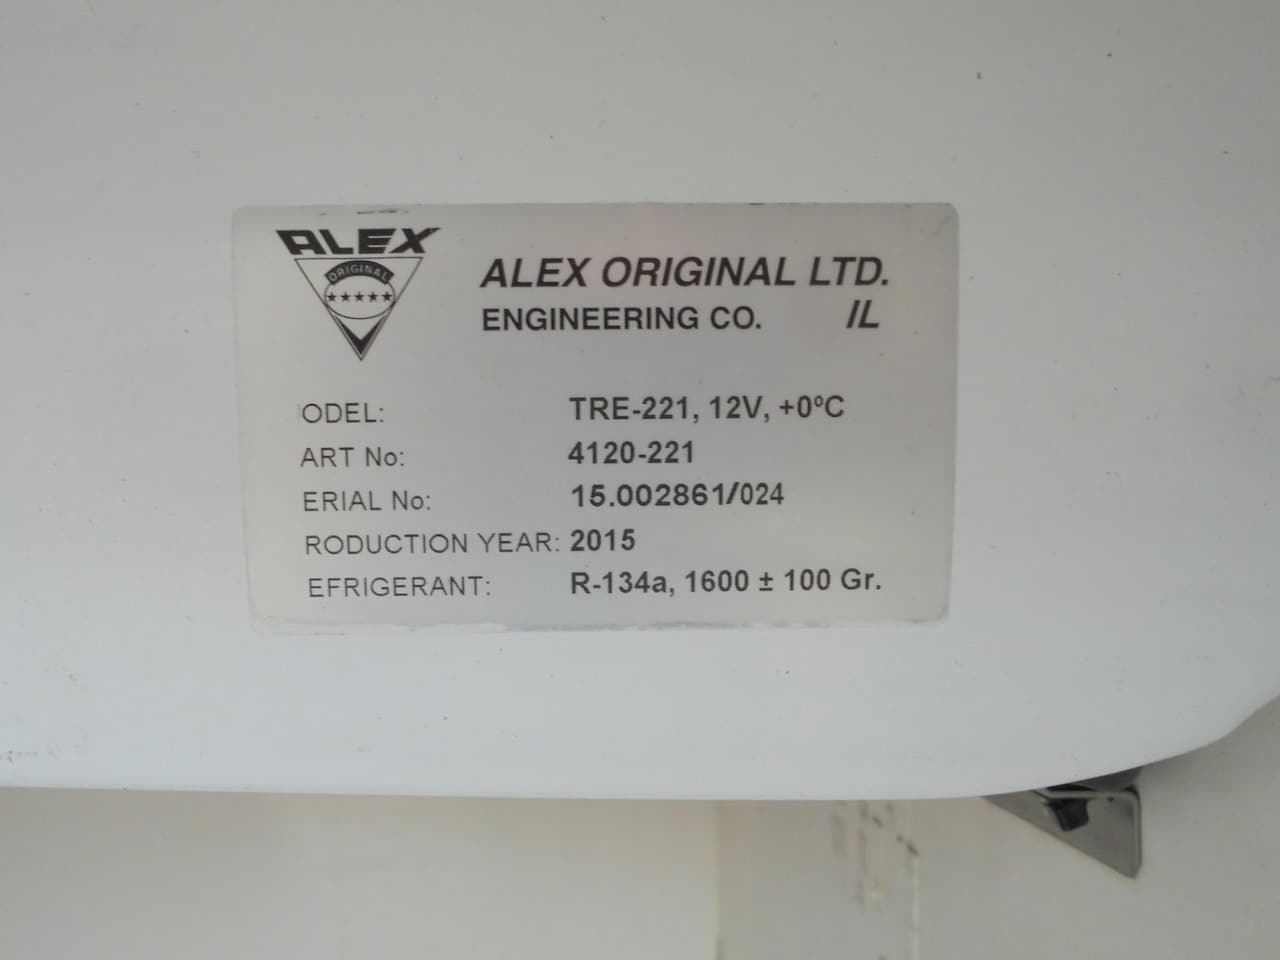 ALEX
ORIGINAL
★★★★★
ALEX ORIGINAL LTD.
ENGINEERING CO. IL
ODEL: TRE-221, 12V, +0ºC
ART No: 4120-221
ERIAL No: 15.002861/024
RODUCTION YEAR: 2015
EFRIGERANT: R-134a, 1600 ± 100 Gr.